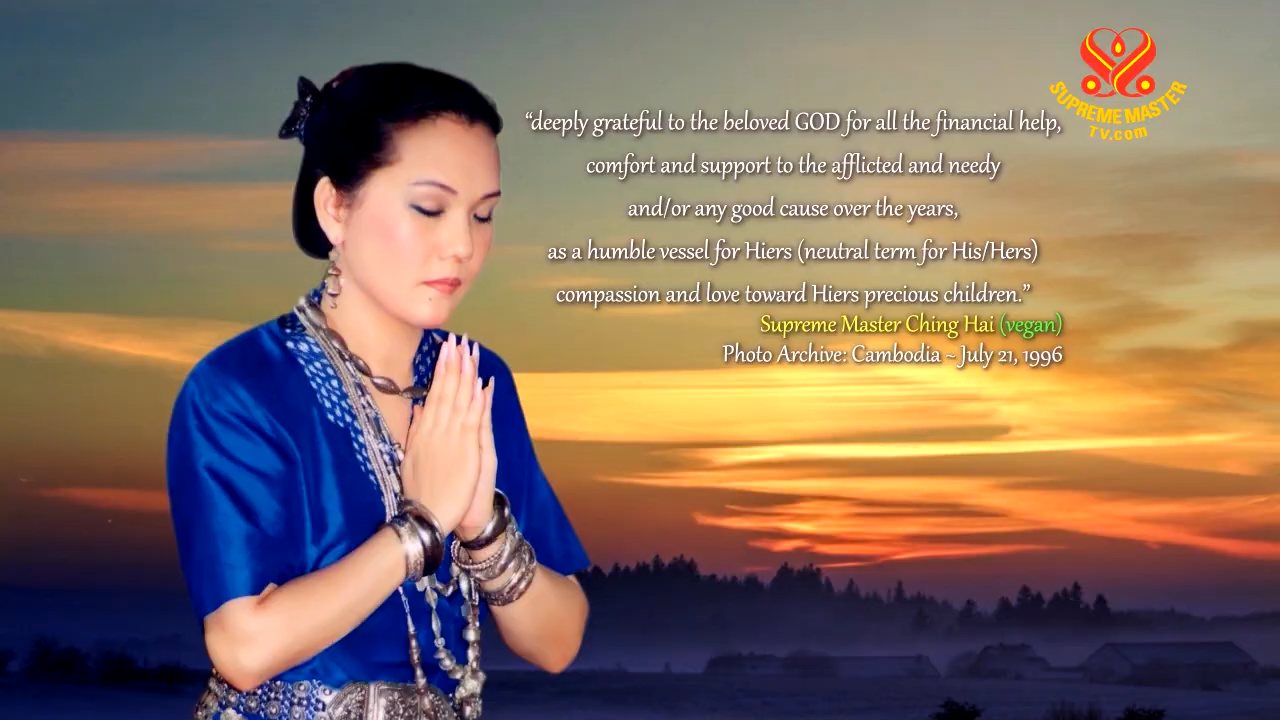 SUPREME MASTER
TV.com
“deeply grateful to the beloved GOD for all the financial help,
comfort and support to the afflicted and needy
and/or any good cause over the years,
as a humble vessel for Hiers (neutral term for His/Hers)
compassion and love toward Hiers precious children.”
Supreme Master Ching Hai (vegan)
Photo Archive: Cambodia ~ July 21, 1996